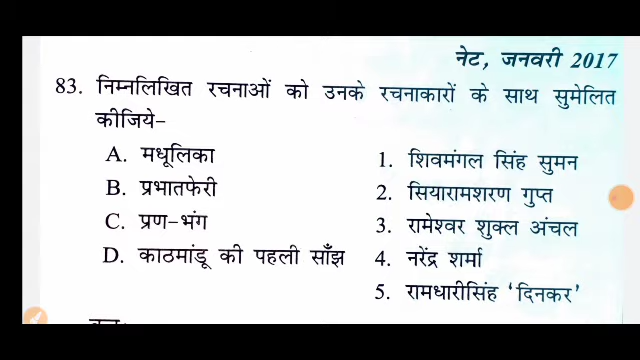 नेट, जनवरी 2017
83. निम्नलिखित रचनाओं को उनके रचनाकारों के साथ सुमेलित
कीजिये-
A. मधूलिका 1. शिवमंगल सिंह सुमन
B. प्रभातफेरी 2. सियारामशरण गुप्त
C. प्रण-भंग 3. रामेश्वर शुक्ल अंचल
D. काठमांडू की पहली साँझ 4. नरेंद्र शर्मा
5. रामधारीसिंह ‘दिनकर’